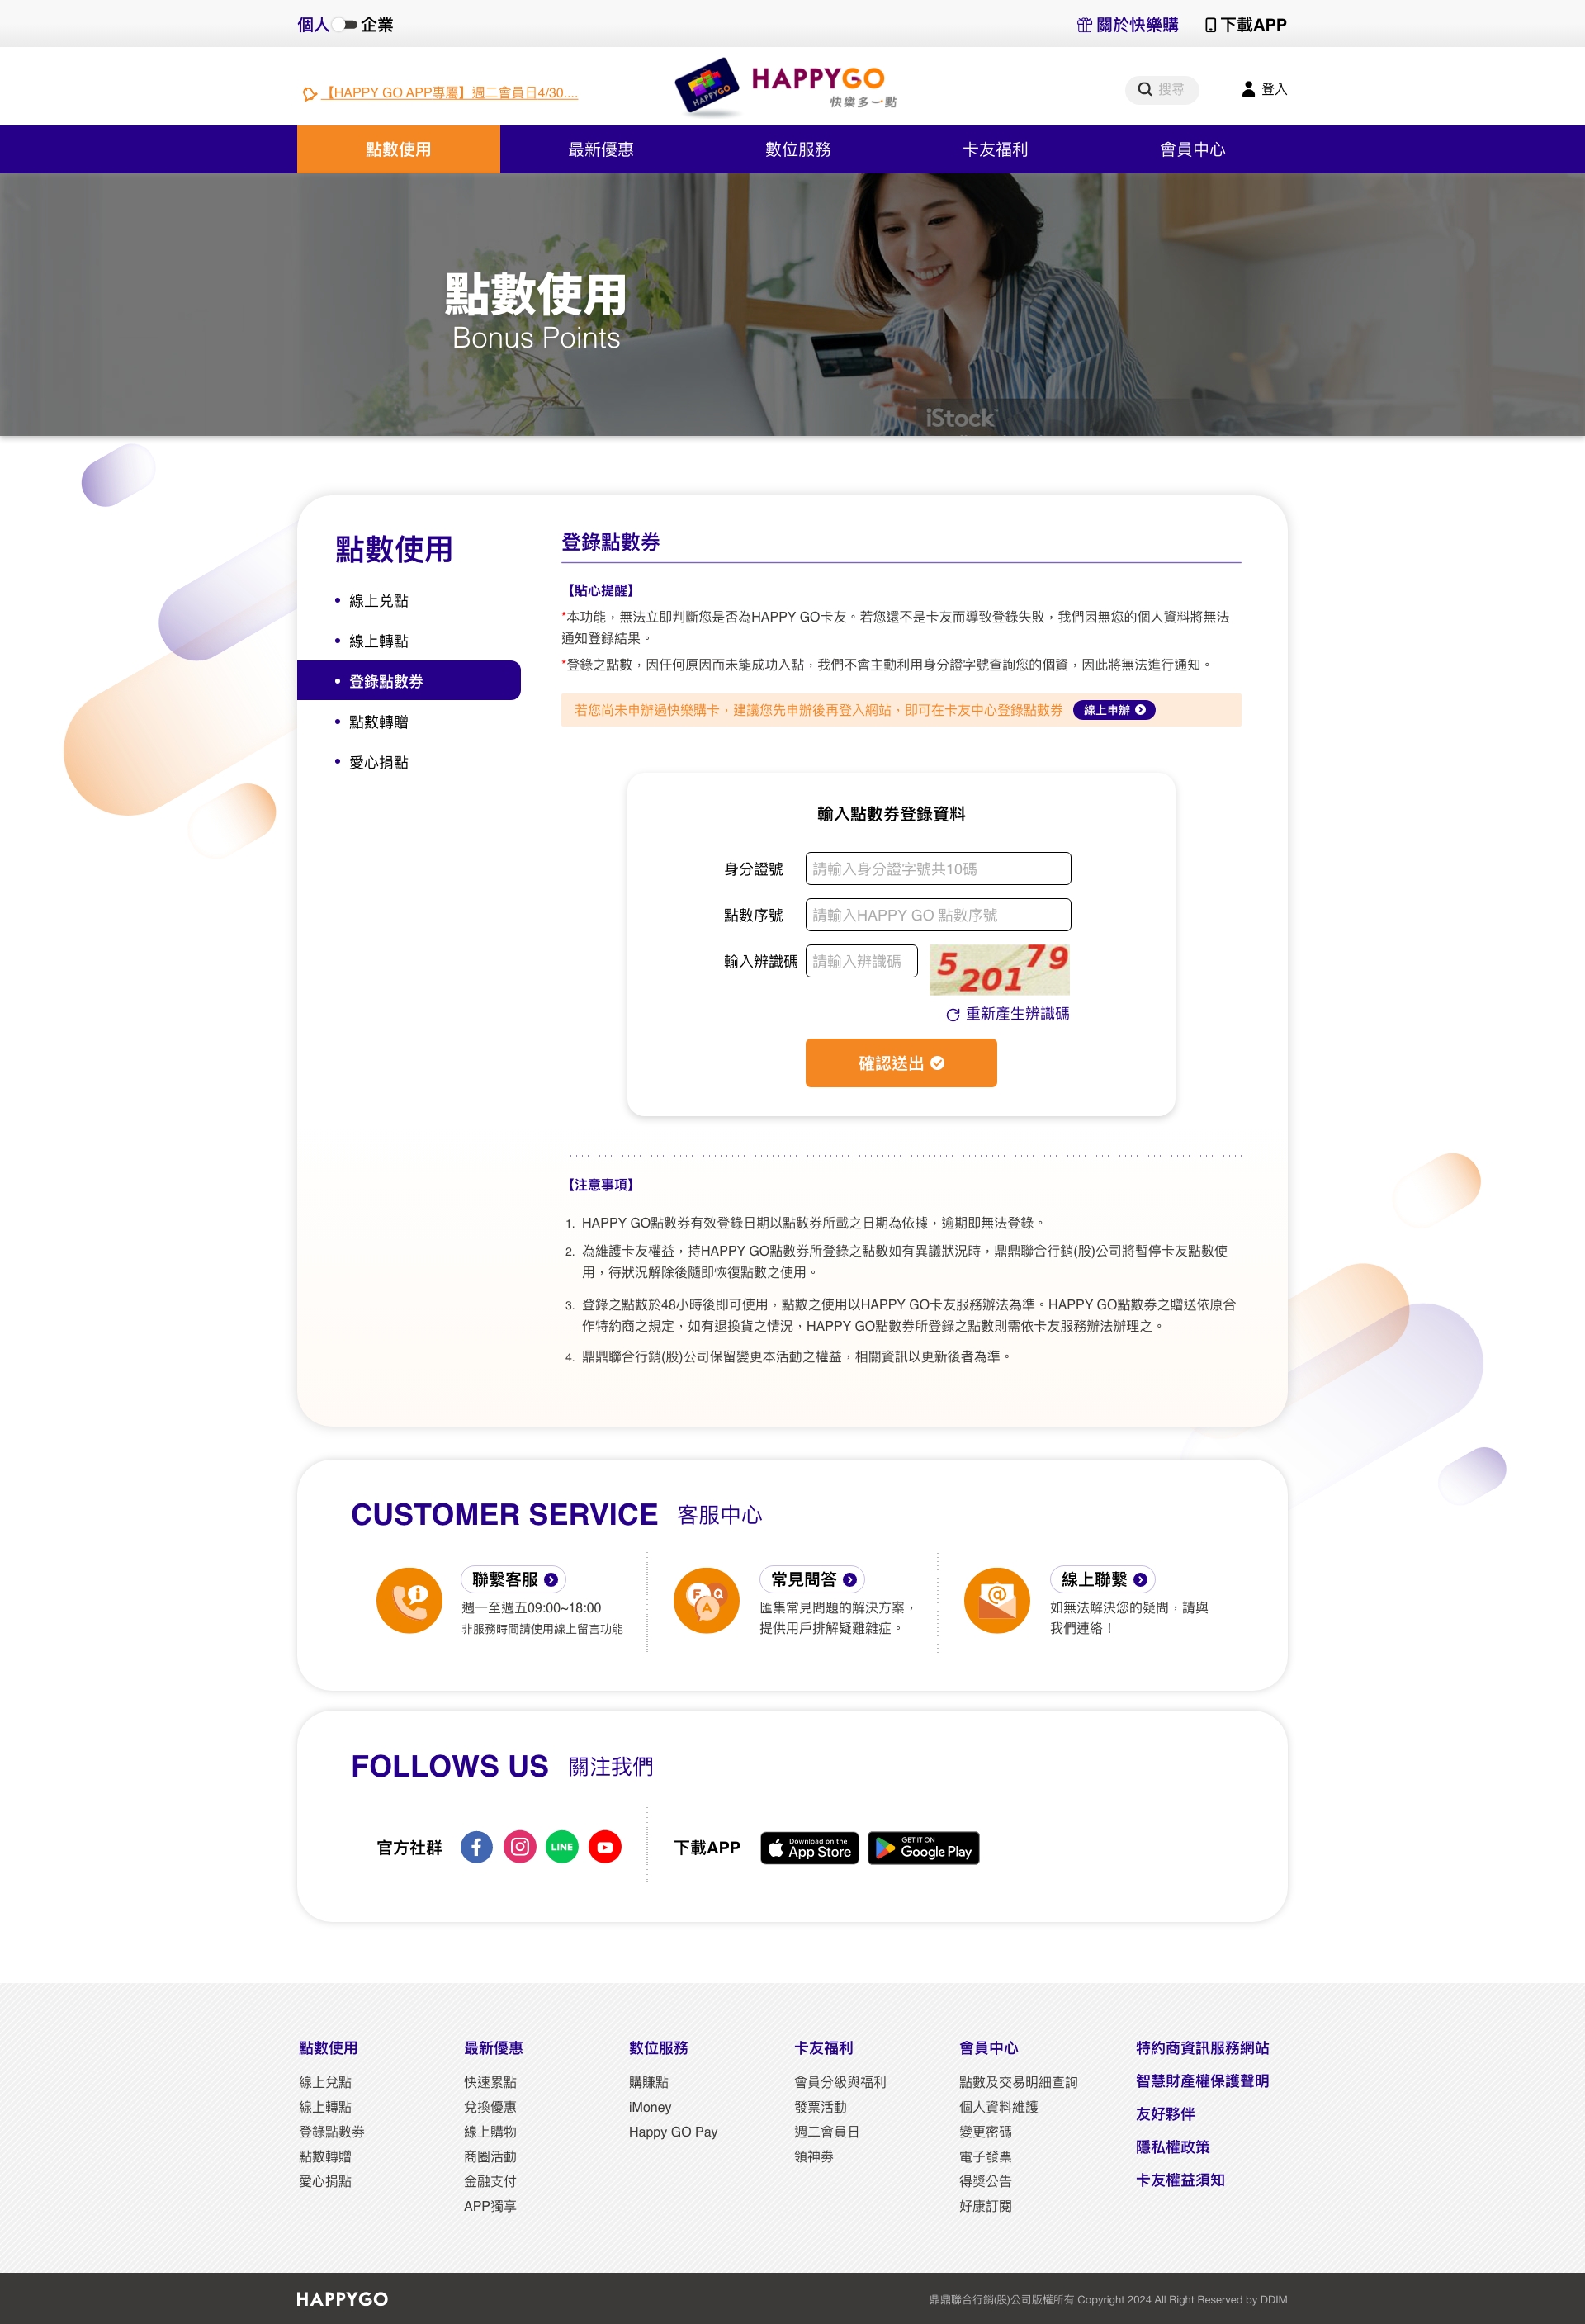 個人 企業
關於快樂購 下載APP
【HAPPY GO APP專屬】週二會員日4/30....
HAPPYGO
HAPPYGO
快樂多一點
搜尋
登入
點數使用 最新優惠 數位服務 卡友福利 會員中心
點數使用
Bonus Points
iStock
點數使用
線上兌點
線上轉點
登錄點數券
點數轉贈
愛心捐點
登錄點數券
【貼心提醒】
*本功能，無法立即判斷您是否為HAPPY GO卡友。若您還不是卡友而導致登錄失敗，我們因無您的個人資料將無法
通知登錄結果。
*登錄之點數，因任何原因而未能成功入點，我們不會主動利用身分證字號查詢您的個資，因此將無法進行通知。
若您尚未申辦過快樂購卡，建議您先申辦後再登入網站，即可在卡友中心登錄點數券 線上申辦
輸入點數券登錄資料
身分證號 請輸入身分證字號共10碼
點數序號 請輸入HAPPY GO 點數序號
輸入辨識碼 請輸入辨識碼 520179
重新產生辨識碼
確認送出
【注意事項】
1. HAPPY GO點數券有效登錄日期以點數券所載之日期為依據，逾期即無法登錄。
2. 為維護卡友權益，持HAPPY GO點數券所登錄之點數如有異議狀況時，鼎鼎聯合行銷(股)公司將暫停卡友點數使
用，待狀況解除後隨即恢復點數之使用。
3. 登錄之點數於48小時後即可使用，點數之使用以HAPPY GO卡友服務辦法為準。HAPPY GO點數券之贈送依原合
作特約商之規定，如有退換貨之情況，HAPPY GO點數券所登錄之點數則需依卡友服務辦法辦理之。
4. 鼎鼎聯合行銷(股)公司保留變更本活動之權益，相關資訊以更新後者為準。
CUSTOMER SERVICE 客服中心
聯繫客服
週一至週五09:00~18:00
非服務時間請使用線上留言功能
F Q A
常見問答
匯集常見問題的解決方案，
提供用戶排解疑難雜症。
@
線上聯繫
如無法解決您的疑問，請與
我們連絡！
FOLLOWS US 關注我們
官方社群 LINE
下載APP
Download on the
App Store
GET IT ON
Google Play
點數使用
線上兌點
線上轉點
登錄點數券
點數轉贈
愛心捐點
最新優惠
快速累點
兌換優惠
線上購物
商圈活動
金融支付
APP獨享
數位服務
購賺點
iMoney
Happy GO Pay
卡友福利
會員分級與福利
發票活動
週二會員日
領神券
會員中心
點數及交易明細查詢
個人資料維護
變更密碼
電子發票
得獎公告
好康訂閱
特約商資訊服務網站
智慧財產權保護聲明
友好夥伴
隱私權政策
卡友權益須知
HAPPYGO
鼎鼎聯合行銷(股)公司版權所有 Copyright 2024 All Right Reserved by DDIM